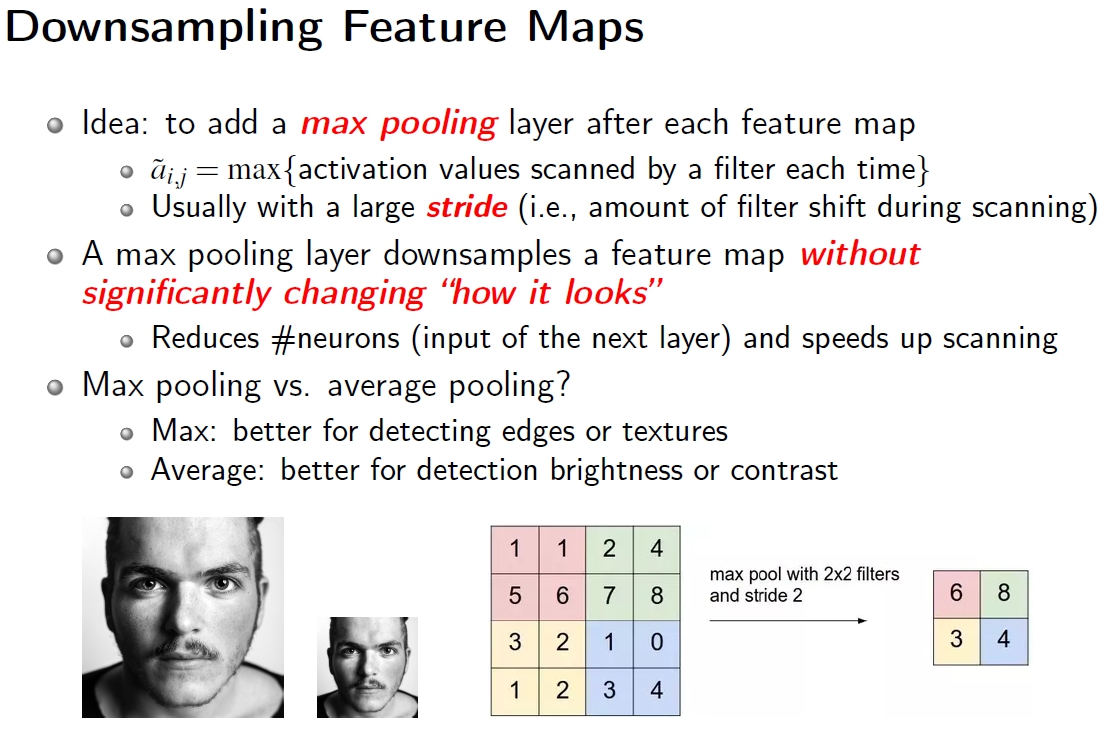 Downsampling Feature Maps
Idea: to add a max pooling layer after each feature map
ã_{i,j} = max{activation values scanned by a filter each time}
Usually with a large stride (i.e., amount of filter shift during scanning)
A max pooling layer downsamples a feature map without
significantly changing “how it looks”
Reduces #neurons (input of the next layer) and speeds up scanning
Max pooling vs. average pooling?
Max: better for detecting edges or textures
Average: better for detection brightness or contrast
1 1 2 4
5 6 7 8
3 2 1 0
1 2 3 4
max pool with 2x2 filters
and stride 2
6 8
3 4